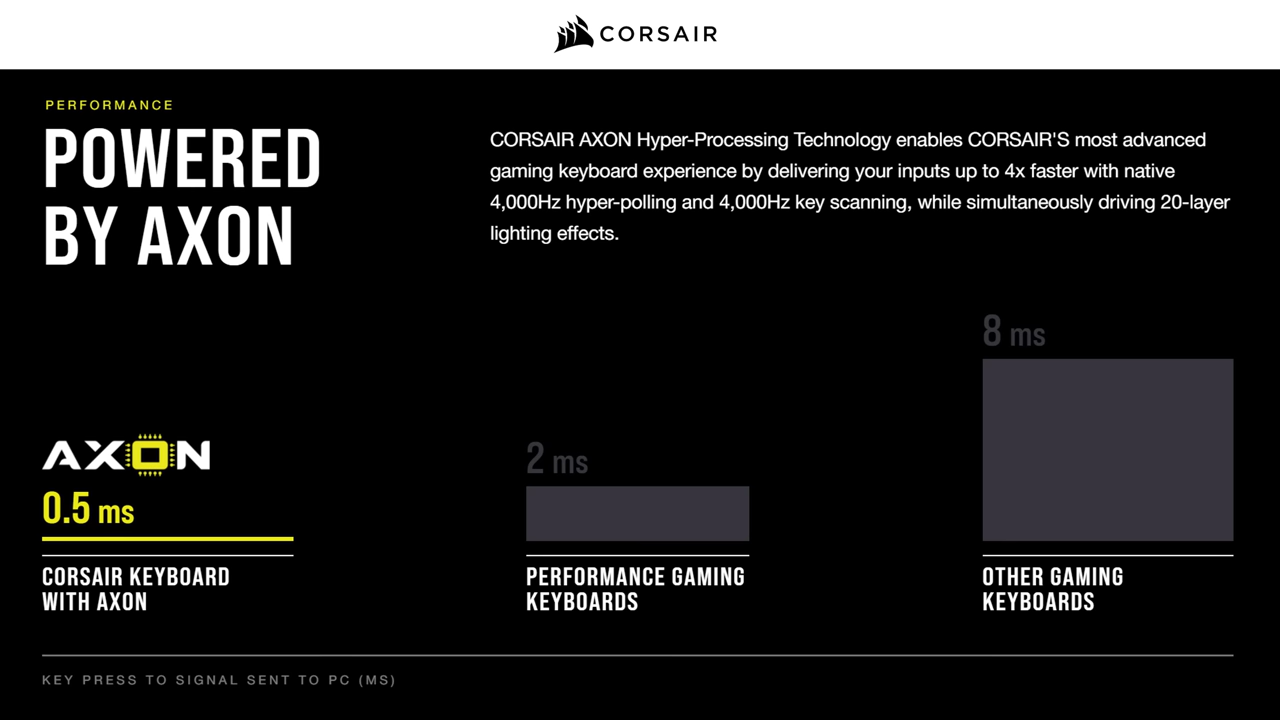 CORSAIR
PERFORMANCE
POWERED
BY AXON
CORSAIR AXON Hyper-Processing Technology enables CORSAIR'S most advanced
gaming keyboard experience by delivering your inputs up to 4x faster with native
4,000Hz hyper-polling and 4,000Hz key scanning, while simultaneously driving 20-layer
lighting effects.
AXON
0.5 ms
CORSAIR KEYBOARD
WITH AXON
2 ms
PERFORMANCE GAMING
KEYBOARDS
8 ms
OTHER GAMING
KEYBOARDS
KEY PRESS TO SIGNAL SENT TO PC (MS)